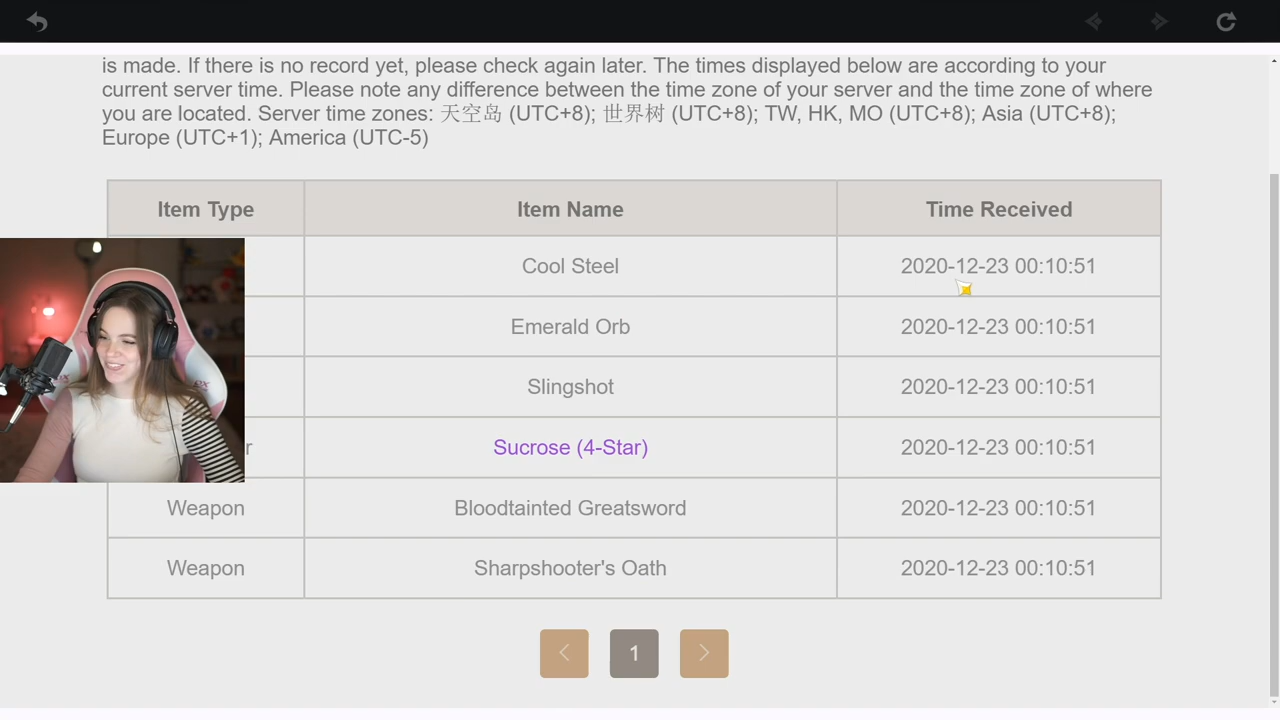 is made. If there is no record yet, please check again later. The times displayed below are according to your
current server time. Please note any difference between the time zone of your server and the time zone of where
you are located. Server time zones: 天空岛 (UTC+8); 世界树 (UTC+8); TW, HK, MO (UTC+8); Asia (UTC+8);
Europe (UTC+1); America (UTC-5)
Item Type Item Name Time Received
Cool Steel 2020-12-23 00:10:51
Emerald Orb 2020-12-23 00:10:51
Slingshot 2020-12-23 00:10:51
r Sucrose (4-Star) 2020-12-23 00:10:51
Weapon Bloodtainted Greatsword 2020-12-23 00:10:51
Weapon Sharpshooter's Oath 2020-12-23 00:10:51
1